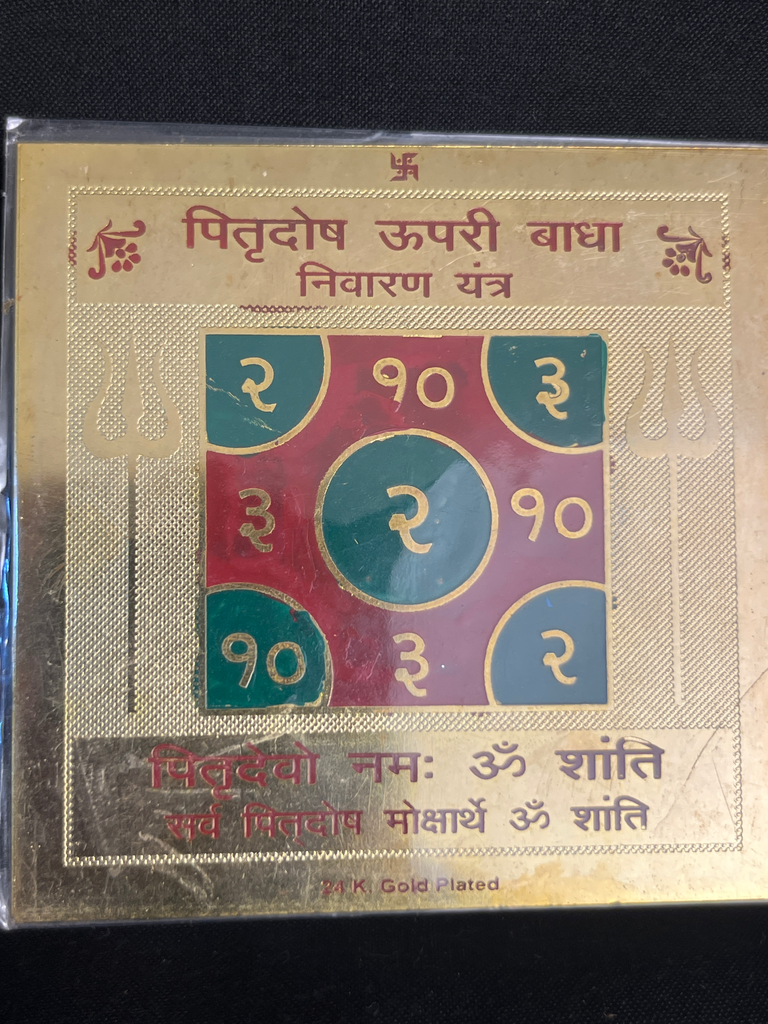 पितृदोष ऊपरी बाधा
निवारण यंत्र
२ १० ३
३ २ १०
१० ३ २
पितृदेवो नमः ॐ शांति
सर्व पितृदोष मोक्षार्थे ॐ शांति
24 K. Gold Plated